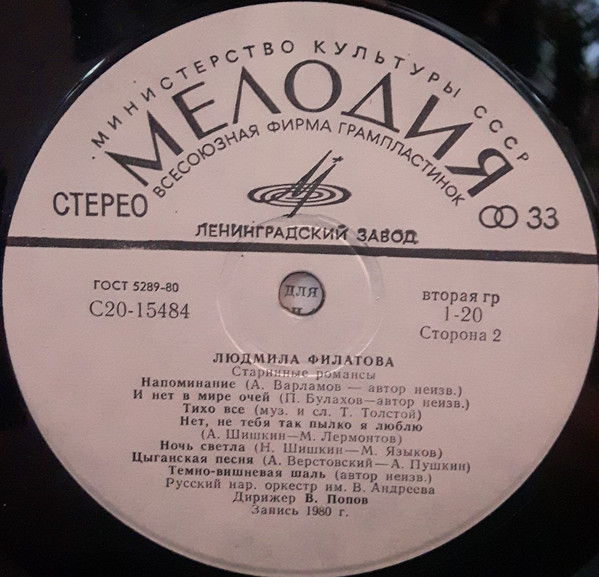 МИНИСТЕРСТВО КУЛЬТУРЫ СССР
МЕЛОДИЯ
ВСЕСОЮЗНАЯ ФИРМА ГРАМПЛАСТИНОК
СТЕРЕО
33
ЛЕНИНГРАДСКИЙ ЗАВОД
ГОСТ 5289-80
С20-15484
для
вторая гр
1-20
Сторона 2
ЛЮДМИЛА ФИЛАТОВА
Старинные романсы
Напоминание (А. Варламов — автор неизв.)
И нет в мире очей (П. Булахов—автор неизв.)
Тихо все (муз. и сл. Т. Толстой)
Нет, не тебя так пылко я люблю
(А. Шишкин—М. Лермонтов)
Ночь светла (Н. Шишкин—М. Языков)
Цыганская песня (А. Верстовский—А. Пушкин)
Темно-вишневая шаль (автор неизв.)
Русский нар. оркестр им. В. Андреева
Дирижер В. Попов
Запись 1980 г.